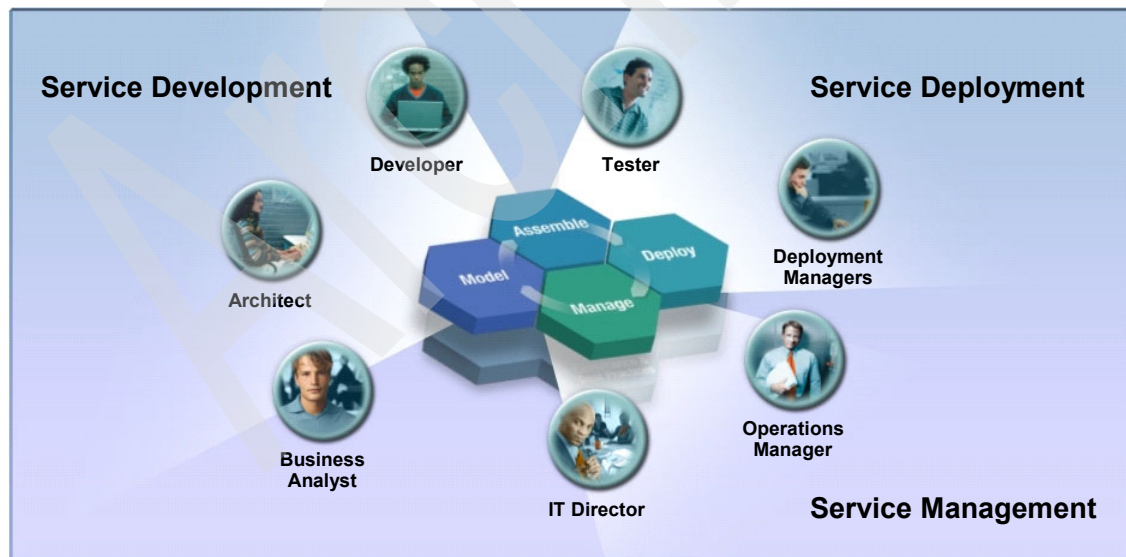 Service Development
Service Deployment
Developer
Tester
Architect
Deployment
Managers
Assemble
Model
Deploy
Manage
Business
Analyst
IT Director
Operations
Manager
Service Management